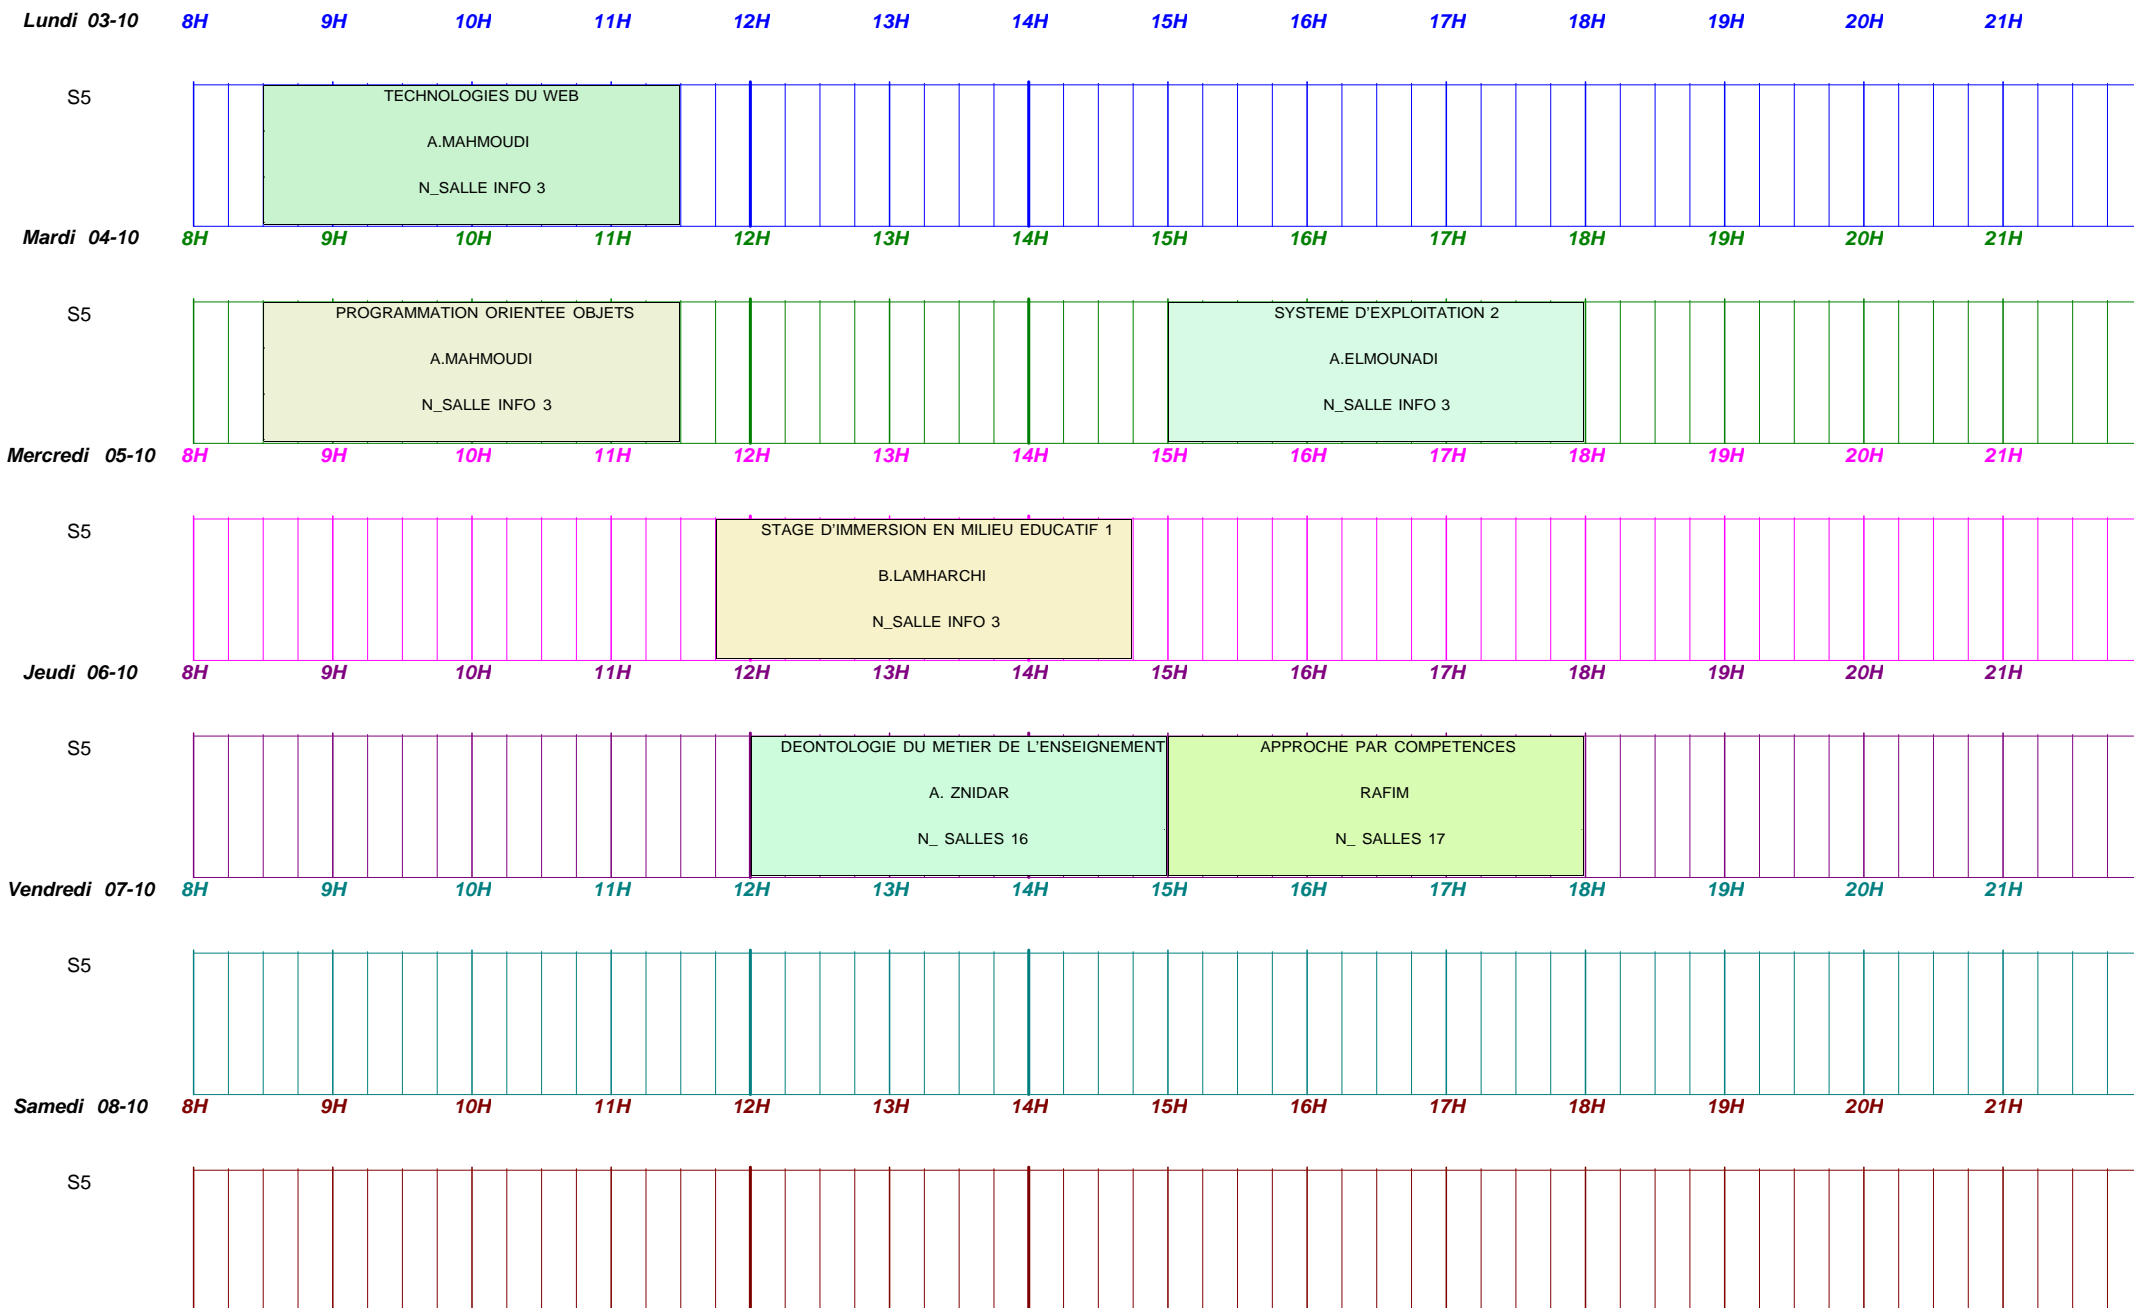 Lundi 03-10 8H 9H 10H 11H 12H 13H 14H 15H 16H 17H 18H 19H 20H 21H
S5
TECHNOLOGIES DU WEB
A.MAHMOUDI
N_SALLE INFO 3
Mardi 04-10 8H 9H 10H 11H 12H 13H 14H 15H 16H 17H 18H 19H 20H 21H
S5
PROGRAMMATION ORIENTEE OBJETS
A.MAHMOUDI
N_SALLE INFO 3
SYSTEME D'EXPLOITATION 2
A.ELMOUNADI
N_SALLE INFO 3
Mercredi 05-10 8H 9H 10H 11H 12H 13H 14H 15H 16H 17H 18H 19H 20H 21H
S5
STAGE D'IMMERSION EN MILIEU EDUCATIF 1
B.LAMHARCHI
N_SALLE INFO 3
Jeudi 06-10 8H 9H 10H 11H 12H 13H 14H 15H 16H 17H 18H 19H 20H 21H
S5
DEONTOLOGIE DU METIER DE L'ENSEIGNEMENT
A. ZNIDAR
N_ SALLES 16
APPROCHE PAR COMPETENCES
RAFIM
N_ SALLES 17
Vendredi 07-10 8H 9H 10H 11H 12H 13H 14H 15H 16H 17H 18H 19H 20H 21H
S5
Samedi 08-10 8H 9H 10H 11H 12H 13H 14H 15H 16H 17H 18H 19H 20H 21H
S5